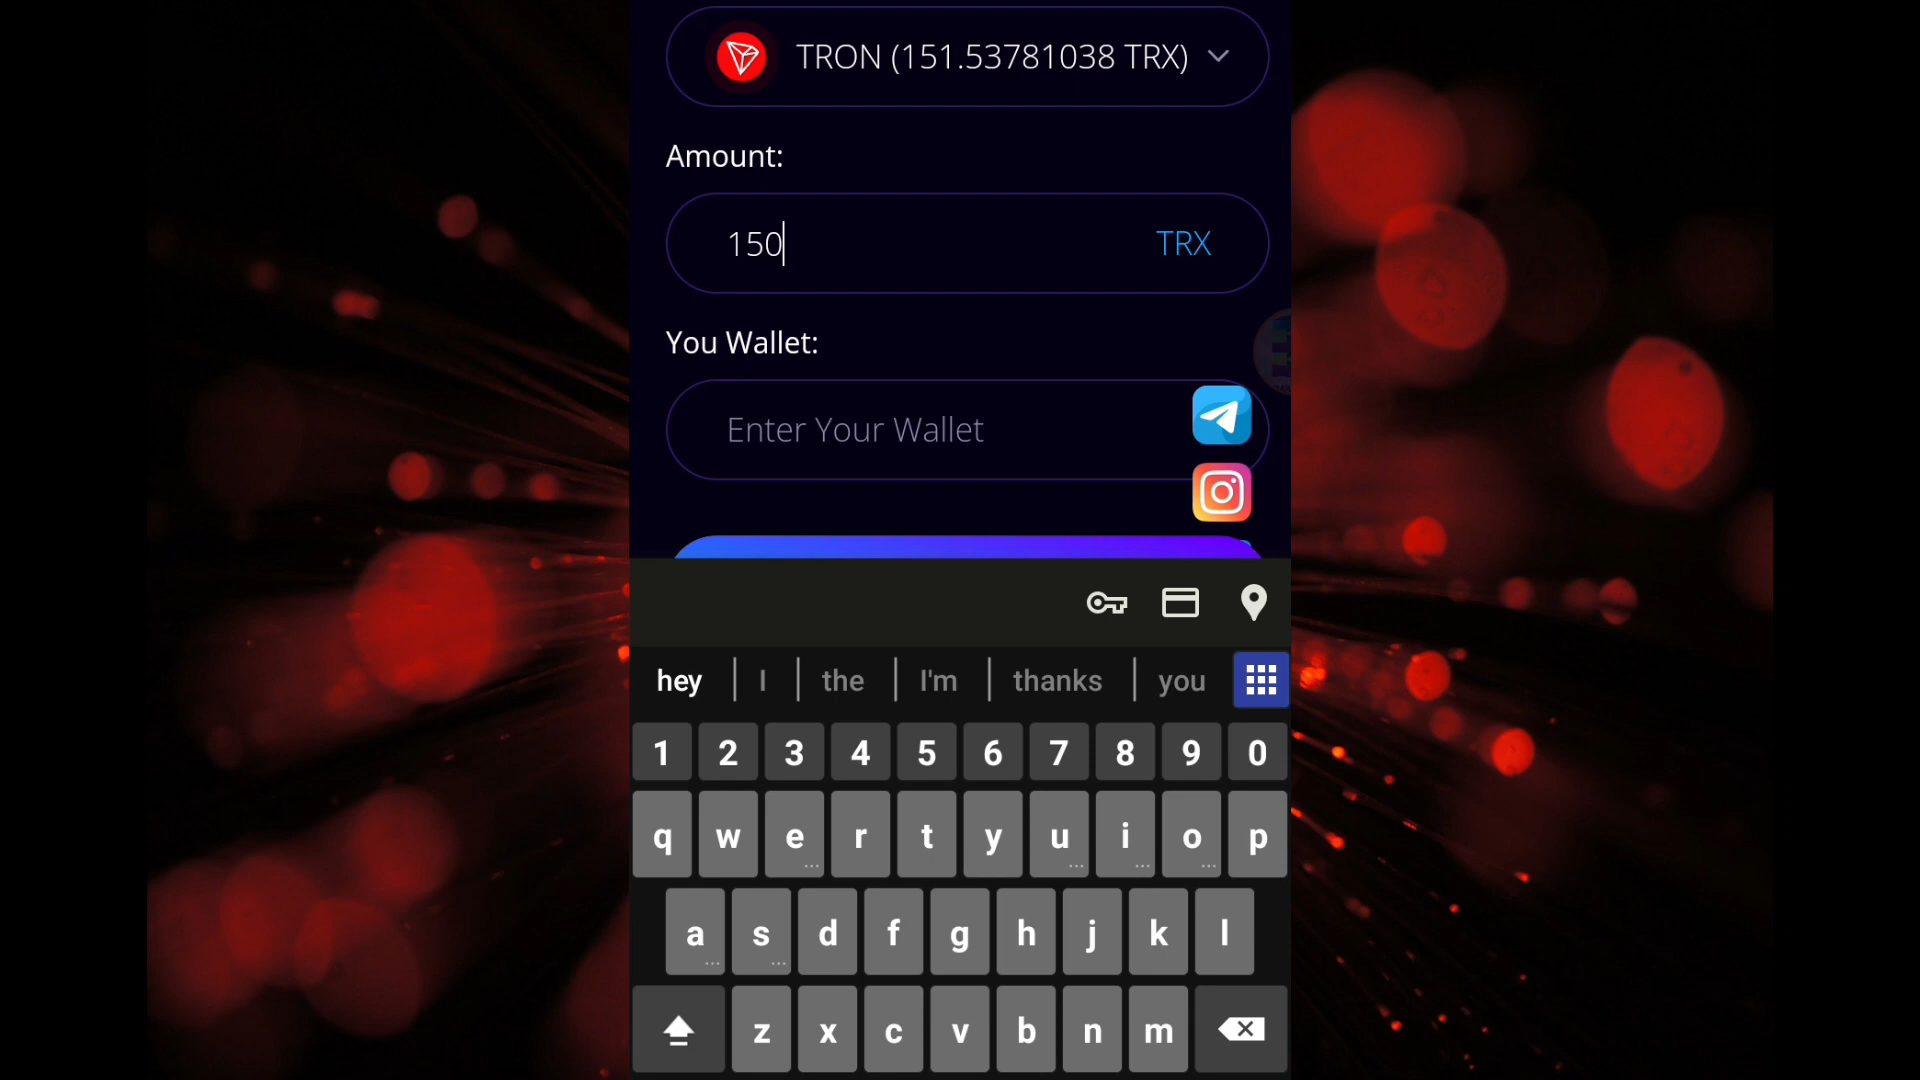 TRON (151.53781038 TRX)
Amount:
150 TRX
You Wallet:
Enter Your Wallet
hey I the I'm thanks you
1 2 3 4 5 6 7 8 9 0
q w e r t y u i o p
a s d f g h j k l
z x c v b n m